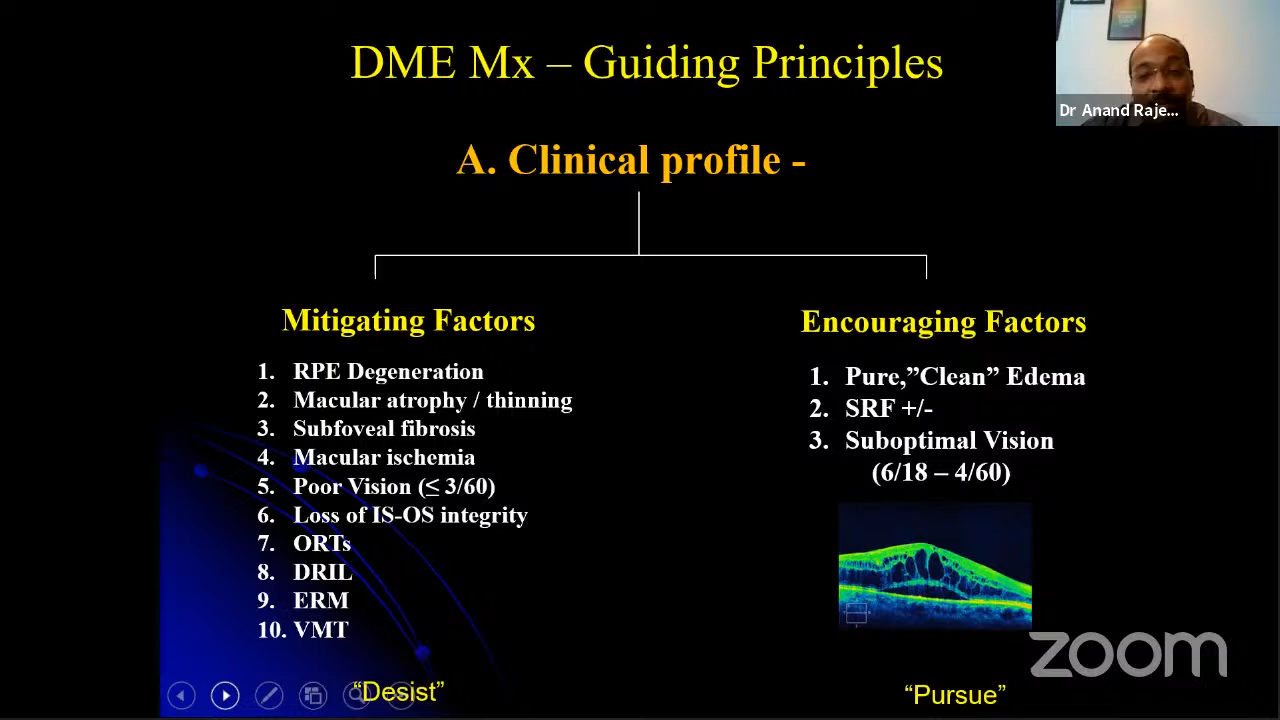 DME Mx – Guiding Principles
Dr Anand Raje...
A. Clinical profile -
Mitigating Factors
1. RPE Degeneration
2. Macular atrophy / thinning
3. Subfoveal fibrosis
4. Macular ischemia
5. Poor Vision (≤ 3/60)
6. Loss of IS-OS integrity
7. ORTs
8. DRIL
9. ERM
10. VMT
“Desist”
Encouraging Factors
1. Pure,”Clean” Edema
2. SRF +/-
3. Suboptimal Vision
(6/18 – 4/60)
“Pursue”
zoom